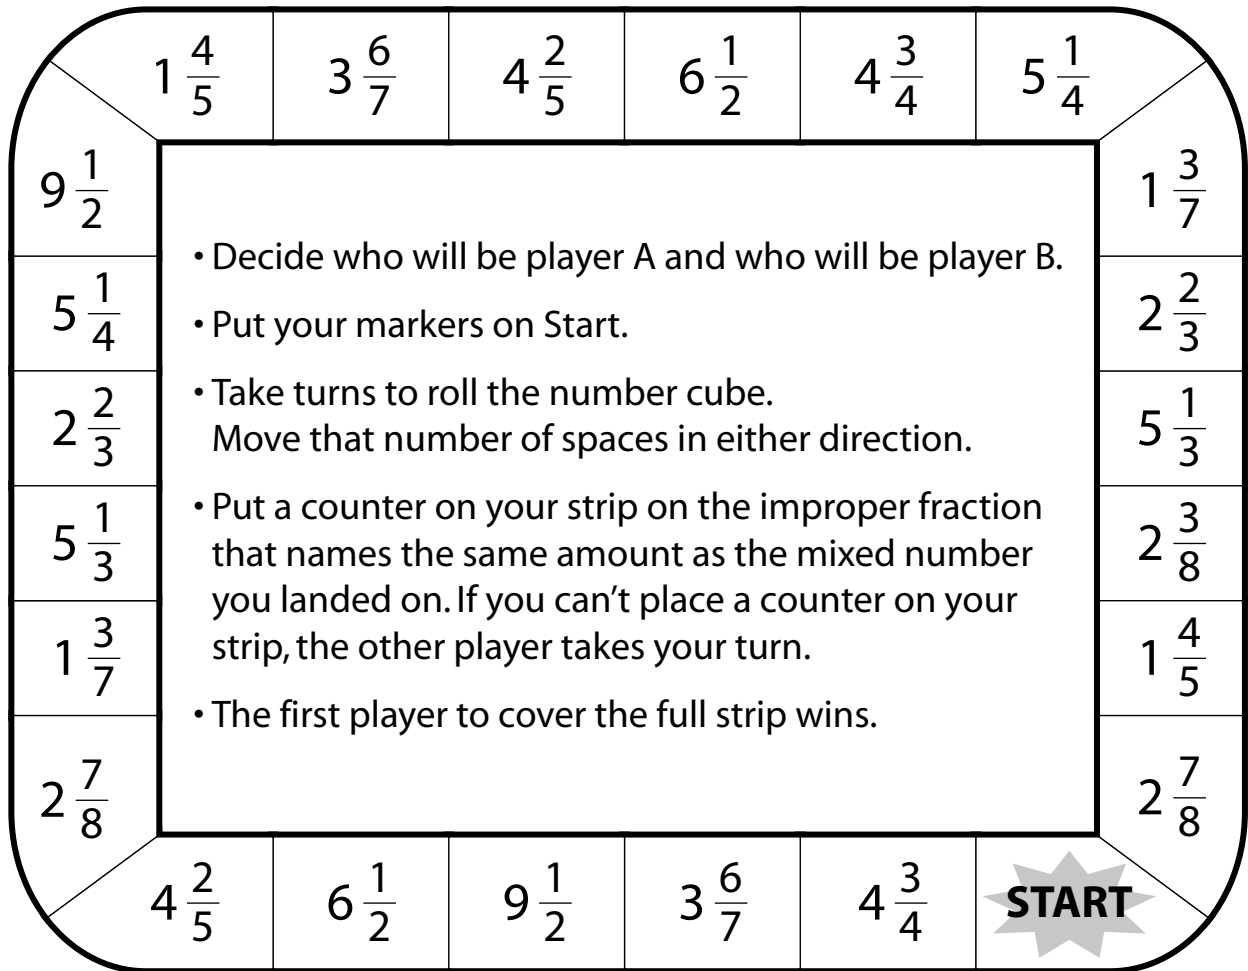 1 4/5 3 6/7 4 2/5 6 1/2 4 3/4 5 1/4
9 1/2
5 1/4
2 2/3
5 1/3
1 3/7
2 7/8
• Decide who will be player A and who will be player B.
• Put your markers on Start.
• Take turns to roll the number cube.
Move that number of spaces in either direction.
• Put a counter on your strip on the improper fraction
that names the same amount as the mixed number
you landed on. If you can't place a counter on your
strip, the other player takes your turn.
• The first player to cover the full strip wins.
1 3/7
2 2/3
5 1/3
2 3/8
1 4/5
2 7/8
4 2/5 6 1/2 9 1/2 3 6/7 4 3/4 START